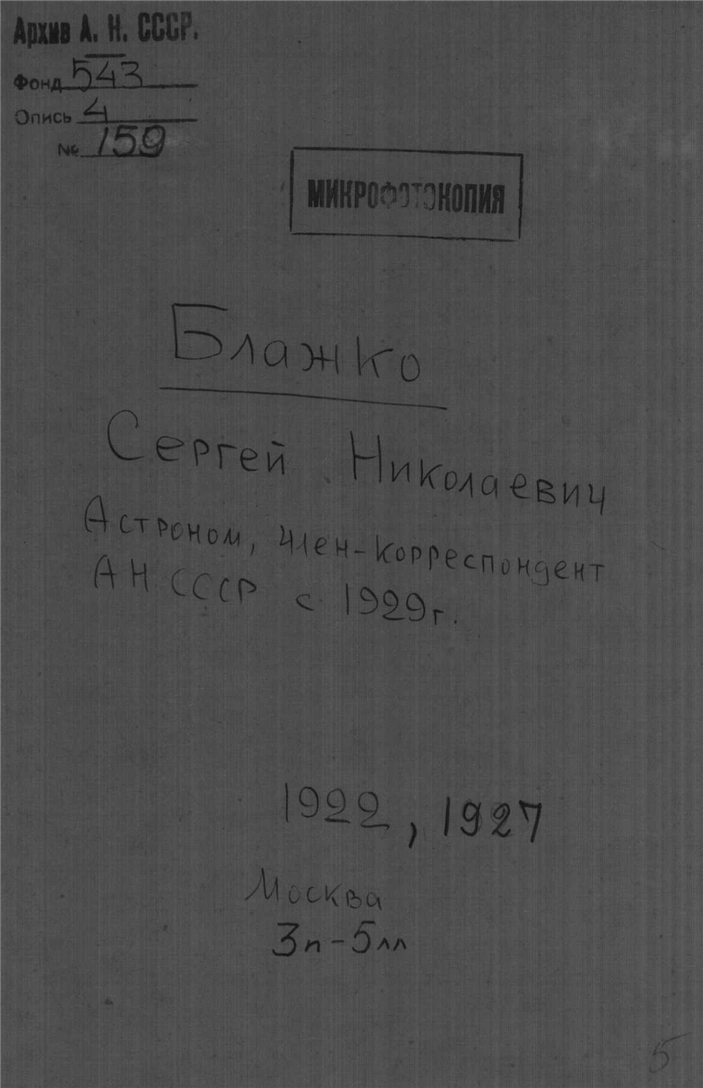 Архив А. Н. СССР.
Фонд 543
Опись 4
№ 159
МИКРОФОТОКОПИЯ
Блажко
Сергей Николаевич
Астроном, член-корреспондент
АН СССР с 1929г.
1922, 1927
Москва
3п-5лл
5